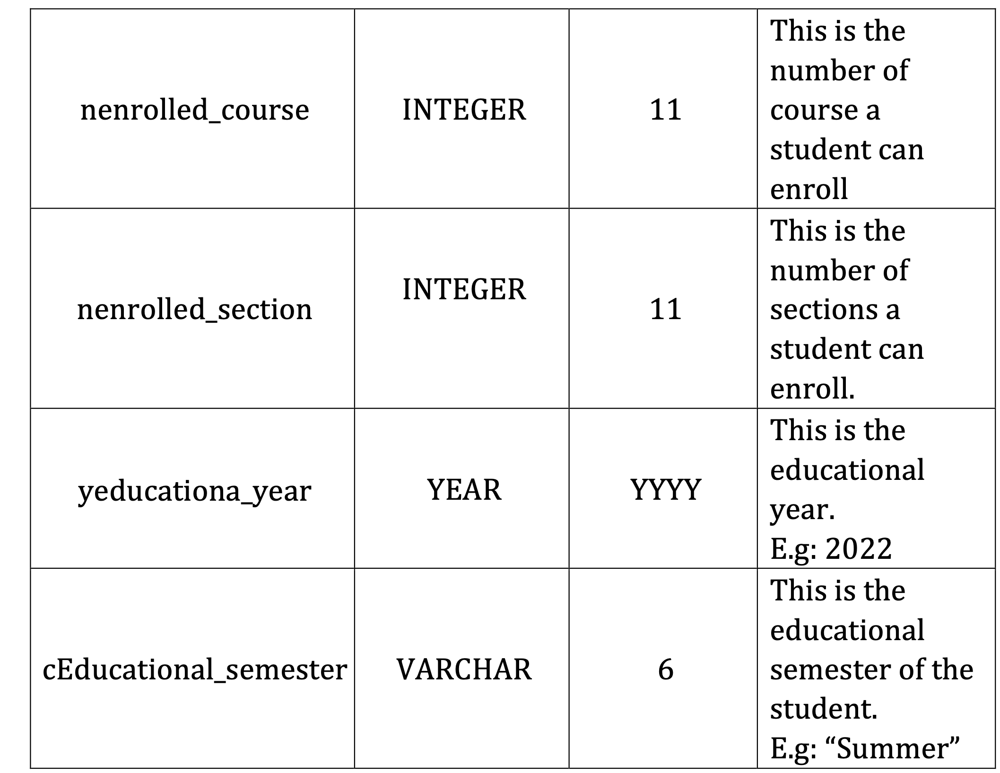 nenrolled_course
INTEGER
11
This is the
number of
course a
student can
enroll
nenrolled_section
INTEGER
11
This is the
number of
sections a
student can
enroll.
yeducationa_year
YEAR
YYYY
This is the
educational
year.
E.g: 2022
cEducational_semester
VARCHAR
6
This is the
educational
semester of the
student.
E.g: “Summer”